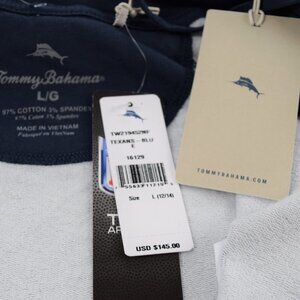 Tommy Bahama
L/G
97% COTTON 3% SPANDEX
MADE IN VIETNAM
TW219452NF
TEXANS - BLU
E
16129
Size L (12/14)
USD $145.00
TOMMYBAHAMA.COM